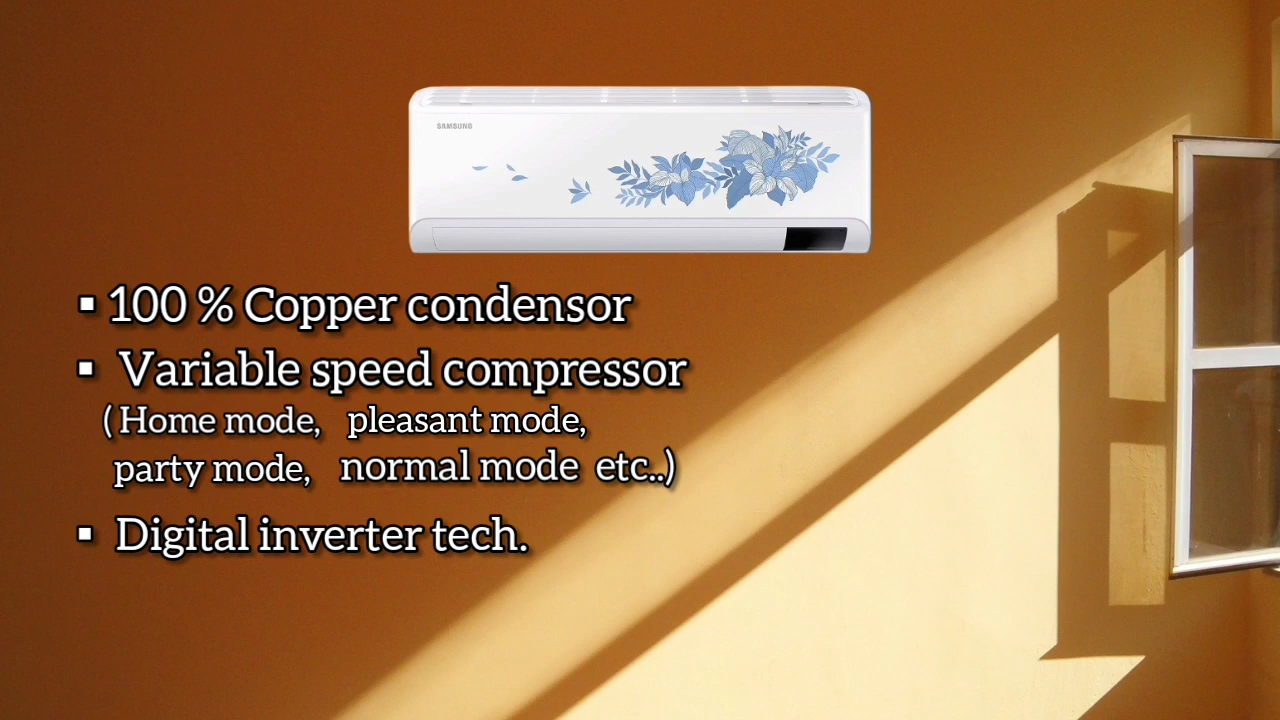 SAMSUNG
▪ 100 % Copper condensor
▪ Variable speed compressor
( Home mode, pleasant mode,
party mode, normal mode etc..)
▪ Digital inverter tech.